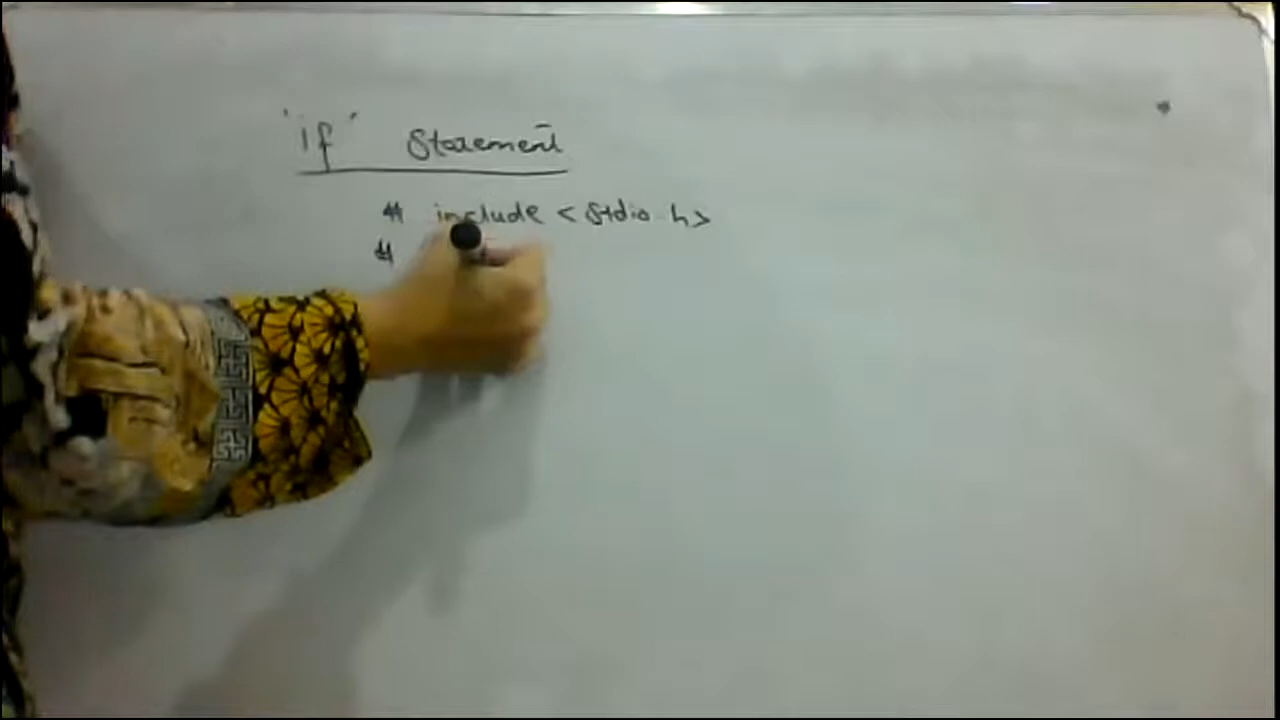 "if" Statement
# include <stdio.h>
#